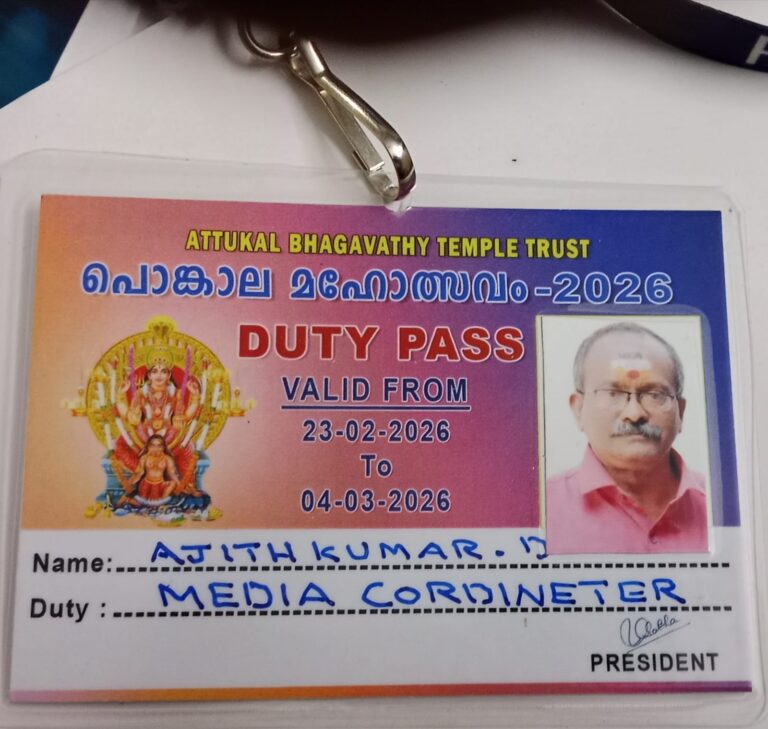 ATTUKAL BHAGAVATHY TEMPLE TRUST
പൊങ്കാല മഹോത്സവം-2026
DUTY PASS
VALID FROM
23-02-2026
To
04-03-2026
Name: AJITH KUMAR. D
Duty : MEDIA CORDINETER
PRESIDENT